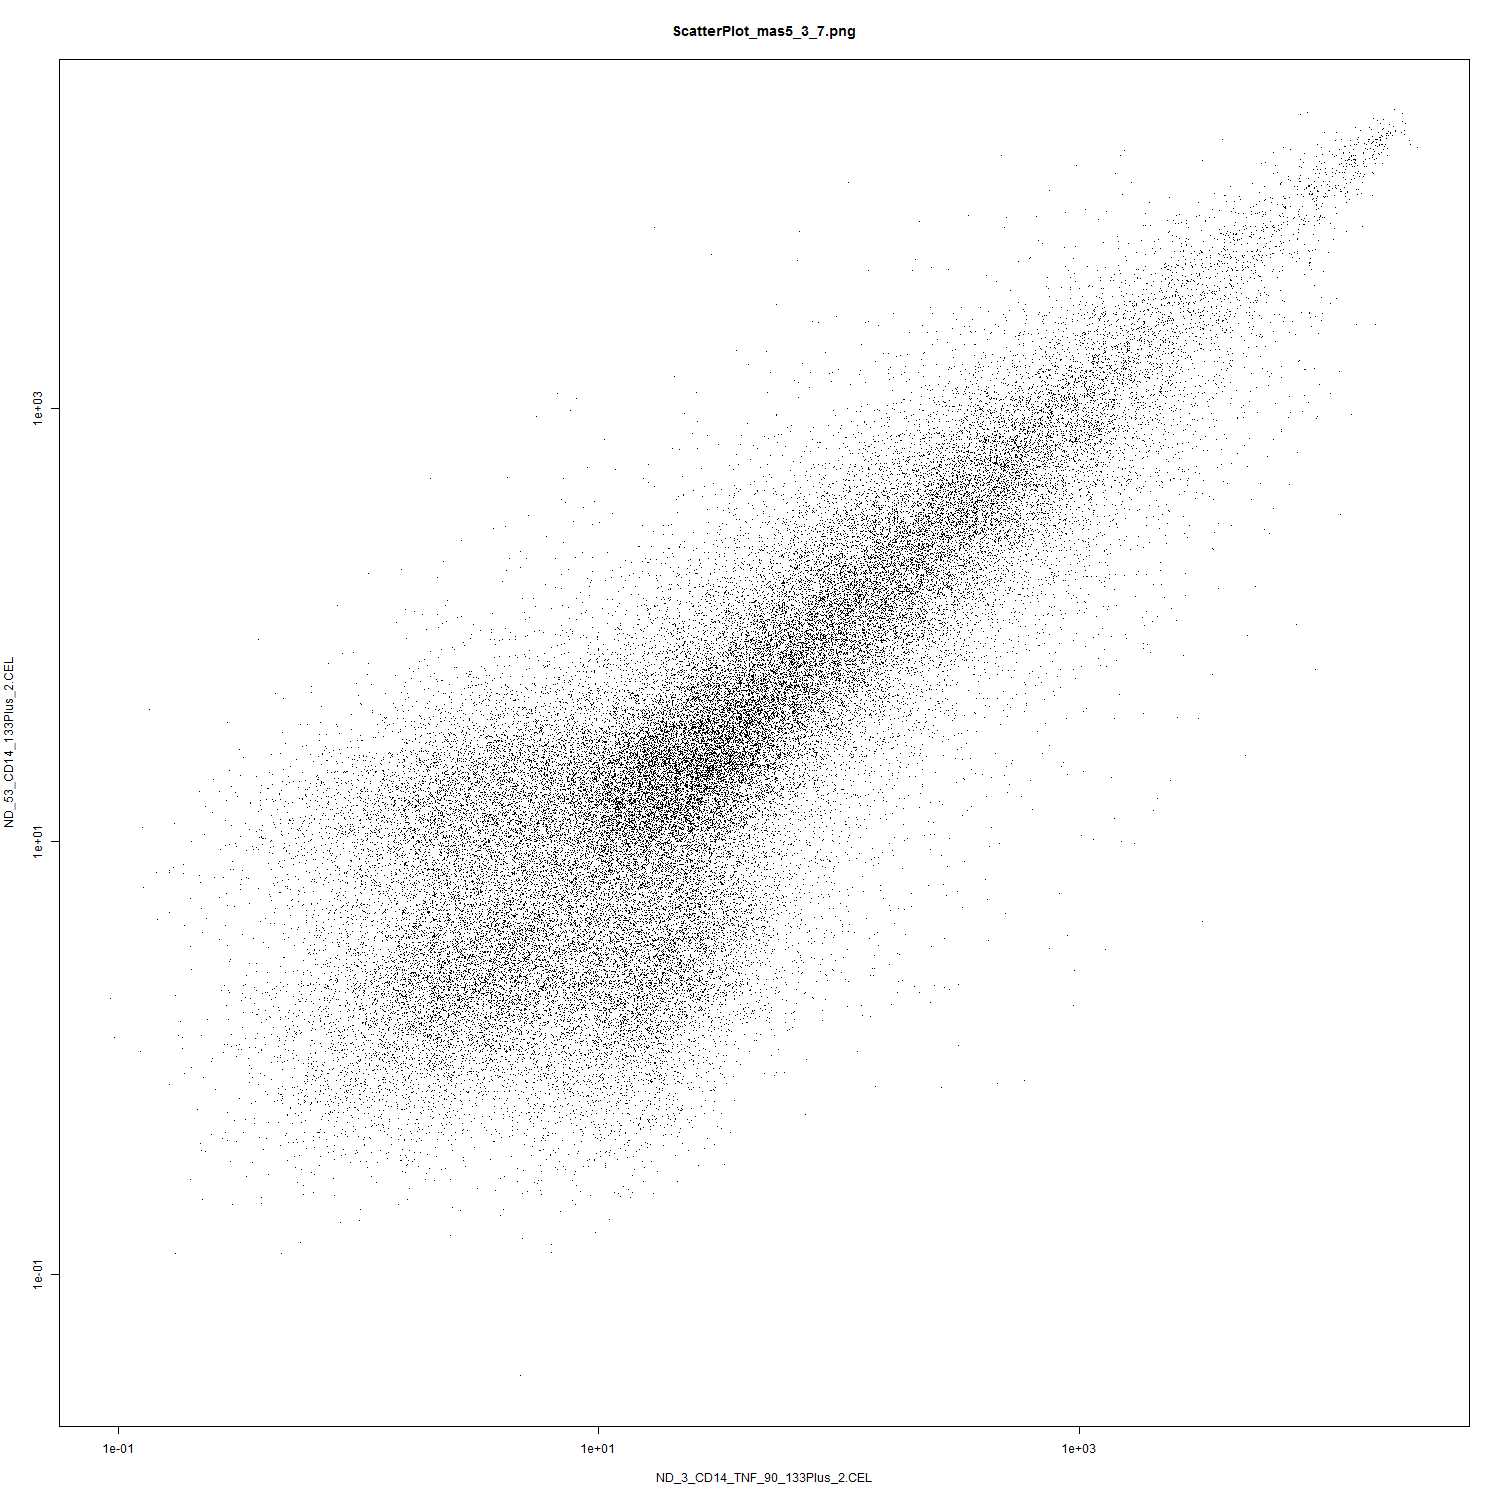 ScatterPlot_mas5_3_7.png
ND_53_CD14_133Plus_2.CEL
1e+03
1e+01
1e-01
1e-01
1e+01
1e+03
ND_3_CD14_TNF_90_133Plus_2.CEL